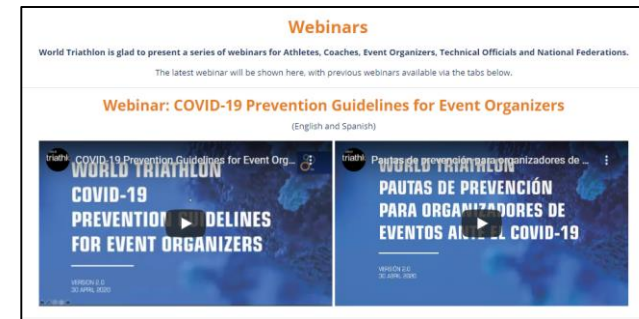 Webinars
World Triathlon is glad to present a series of webinars for Athletes, Coaches, Event Organizers, Technical Officials and National Federations.
The latest webinar will be shown here, with previous webinars available via the tabs below.
Webinar: COVID-19 Prevention Guidelines for Event Organizers
(English and Spanish)
triathl COVID-19 Prevention Guidelines for Event Org...
WORLD TRIATHLON
COVID-19
PREVENTION GUIDELINES
FOR EVENT ORGANIZERS
VERSION 2.0
30 APRIL 2020
triathl Pautas de prevención para organizadores de ...
WORLD TRIATHLON
PAUTAS DE PREVENCIÓN
PARA ORGANIZADORES DE
EVENTOS ANTE EL COVID-19
VERSIÓN 2.0
30 ABRIL 2020